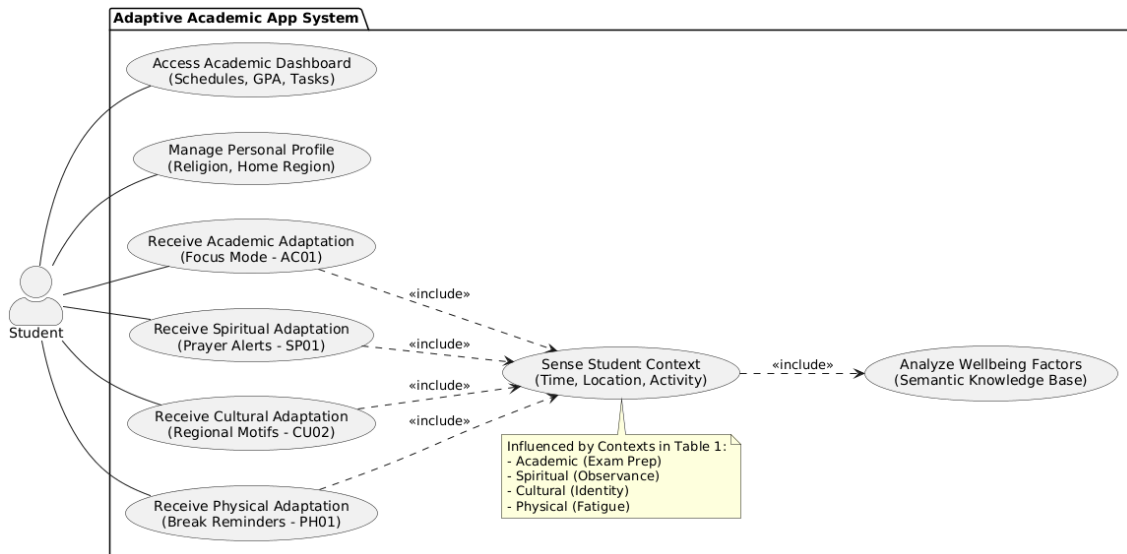 Adaptive Academic App System
Access Academic Dashboard
(Schedules, GPA, Tasks)
Manage Personal Profile
(Religion, Home Region)
Receive Academic Adaptation
(Focus Mode - AC01)
«include»
Student
Receive Spiritual Adaptation
(Prayer Alerts - SP01)
«include»
Sense Student Context
(Time, Location, Activity)
«include»
Analyze Wellbeing Factors
(Semantic Knowledge Base)
Receive Cultural Adaptation
(Regional Motifs - CU02)
«include»
«include»
Influenced by Contexts in Table 1:
- Academic (Exam Prep)
- Spiritual (Observance)
- Cultural (Identity)
- Physical (Fatigue)
Receive Physical Adaptation
(Break Reminders - PH01)